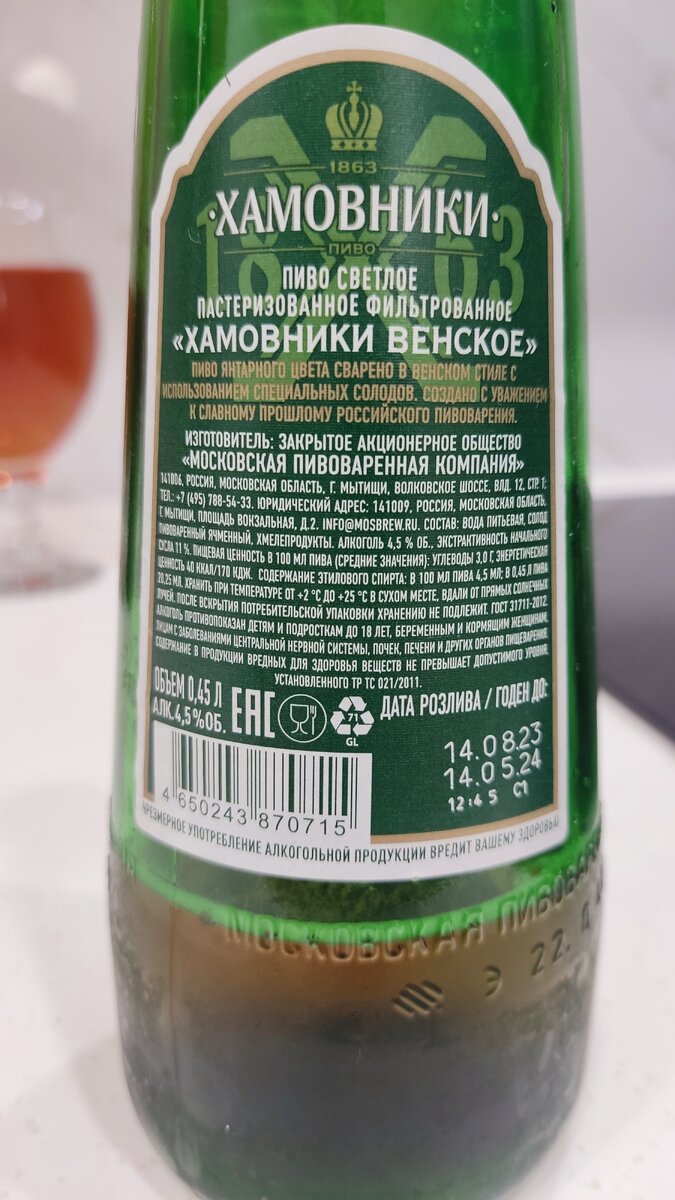 1863
18 63
·ХАМОВНИКИ·
ПИВО
ПИВО СВЕТЛОЕ
ПАСТЕРИЗОВАННОЕ ФИЛЬТРОВАННОЕ
«ХАМОВНИКИ ВЕНСКОЕ»
ПИВО ЯНТАРНОГО ЦВЕТА СВАРЕНО В ВЕНСКОМ СТИЛЕ С
ИСПОЛЬЗОВАНИЕМ СПЕЦИАЛЬНЫХ СОЛОДОВ. СОЗДАНО С УВАЖЕНИЕМ
К СЛАВНОМУ ПРОШЛОМУ РОССИЙСКОГО ПИВОВАРЕНИЯ.
ИЗГОТОВИТЕЛЬ: ЗАКРЫТОЕ АКЦИОНЕРНОЕ ОБЩЕСТВО
«МОСКОВСКАЯ ПИВОВАРЕННАЯ КОМПАНИЯ»
141006, РОССИЯ, МОСКОВСКАЯ ОБЛАСТЬ, Г. МЫТИЩИ, ВОЛКОВСКОЕ ШОССЕ, ВЛД. 12, СТР. 1;
ТЕЛ.: +7 (495) 788-54-33. ЮРИДИЧЕСКИЙ АДРЕС: 141009, РОССИЯ, МОСКОВСКАЯ ОБЛАСТЬ,
Г. МЫТИЩИ, ПЛОЩАДЬ ВОКЗАЛЬНАЯ, Д.2. INFO@MOSBREW.RU. СОСТАВ: ВОДА ПИТЬЕВАЯ, СОЛОД
ПИВОВАРЕННЫЙ ЯЧМЕННЫЙ, ХМЕЛЕПРОДУКТЫ. АЛКОГОЛЬ 4,5 % ОБ., ЭКСТРАКТИВНОСТЬ НАЧАЛЬНОГО
СУСЛА 11 %. ПИЩЕВАЯ ЦЕННОСТЬ В 100 МЛ ПИВА (СРЕДНИЕ ЗНАЧЕНИЯ): УГЛЕВОДЫ 3,0 Г, ЭНЕРГЕТИЧЕСКАЯ
ЦЕННОСТЬ 40 ККАЛ/170 КДЖ. СОДЕРЖАНИЕ ЭТИЛОВОГО СПИРТА: В 100 МЛ ПИВА 4,5 МЛ; В 0,45 Л ПИВА
20,25 МЛ. ХРАНИТЬ ПРИ ТЕМПЕРАТУРЕ ОТ +2 °С ДО +25 °С В СУХОМ МЕСТЕ, ВДАЛИ ОТ ПРЯМЫХ СОЛНЕЧНЫХ
ЛУЧЕЙ. ПОСЛЕ ВСКРЫТИЯ ПОТРЕБИТЕЛЬСКОЙ УПАКОВКИ ХРАНЕНИЮ НЕ ПОДЛЕЖИТ. ГОСТ 31711-2012.
АЛКОГОЛЬ ПРОТИВОПОКАЗАН ДЕТЯМ И ПОДРОСТКАМ ДО 18 ЛЕТ, БЕРЕМЕННЫМ И КОРМЯЩИМ ЖЕНЩИНАМ,
ЛИЦАМ С ЗАБОЛЕВАНИЯМИ ЦЕНТРАЛЬНОЙ НЕРВНОЙ СИСТЕМЫ, ПОЧЕК, ПЕЧЕНИ И ДРУГИХ ОРГАНОВ ПИЩЕВАРЕНИЯ.
СОДЕРЖАНИЕ В ПРОДУКЦИИ ВРЕДНЫХ ДЛЯ ЗДОРОВЬЯ ВЕЩЕСТВ НЕ ПРЕВЫШАЕТ ДОПУСТИМОГО УРОВНЯ,
УСТАНОВЛЕННОГО ТР ТС 021/2011.
ОБЪЕМ 0,45 Л
АЛК. 4,5 % ОБ.
EAC
71
GL
ДАТА РОЗЛИВА / ГОДЕН ДО:
14.08.23
14.05.24
12:45 С1
4 650243 870715
ЧРЕЗМЕРНОЕ УПОТРЕБЛЕНИЕ АЛКОГОЛЬНОЙ ПРОДУКЦИИ ВРЕДИТ ВАШЕМУ ЗДОРОВЬЮ
МОСКОВСКАЯ
Э 22.